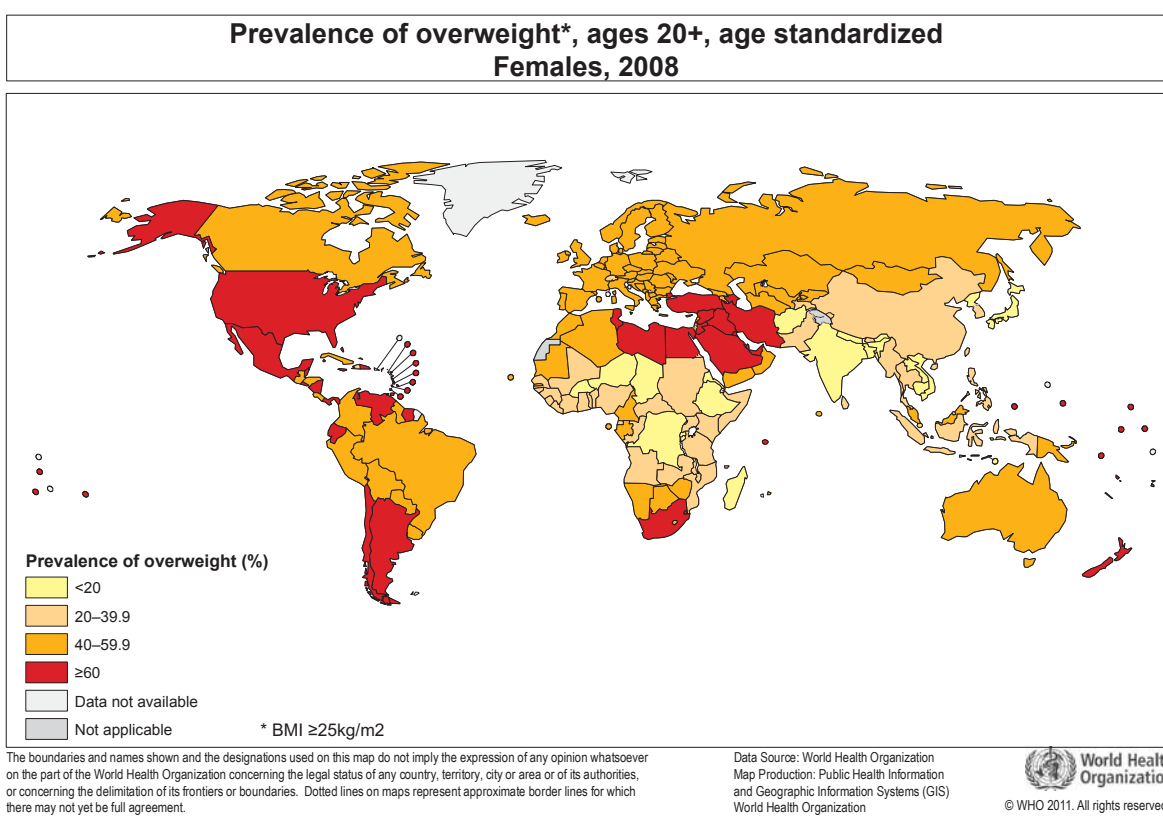 Prevalence of overweight*, ages 20+, age standardized
Females, 2008
Prevalence of overweight (%)
<20
20–39.9
40–59.9
≥60
Data not available
Not applicable
* BMI ≥25kg/m2
The boundaries and names shown and the designations used on this map do not imply the expression of any opinion whatsoever
on the part of the World Health Organization concerning the legal status of any country, territory, city or area or of its authorities,
or concerning the delimitation of its frontiers or boundaries. Dotted lines on maps represent approximate border lines for which
there may not yet be full agreement.
Data Source: World Health Organization
Map Production: Public Health Information
and Geographic Information Systems (GIS)
World Health Organization
World Healt
Organizatio
© WHO 2011. All rights reserved